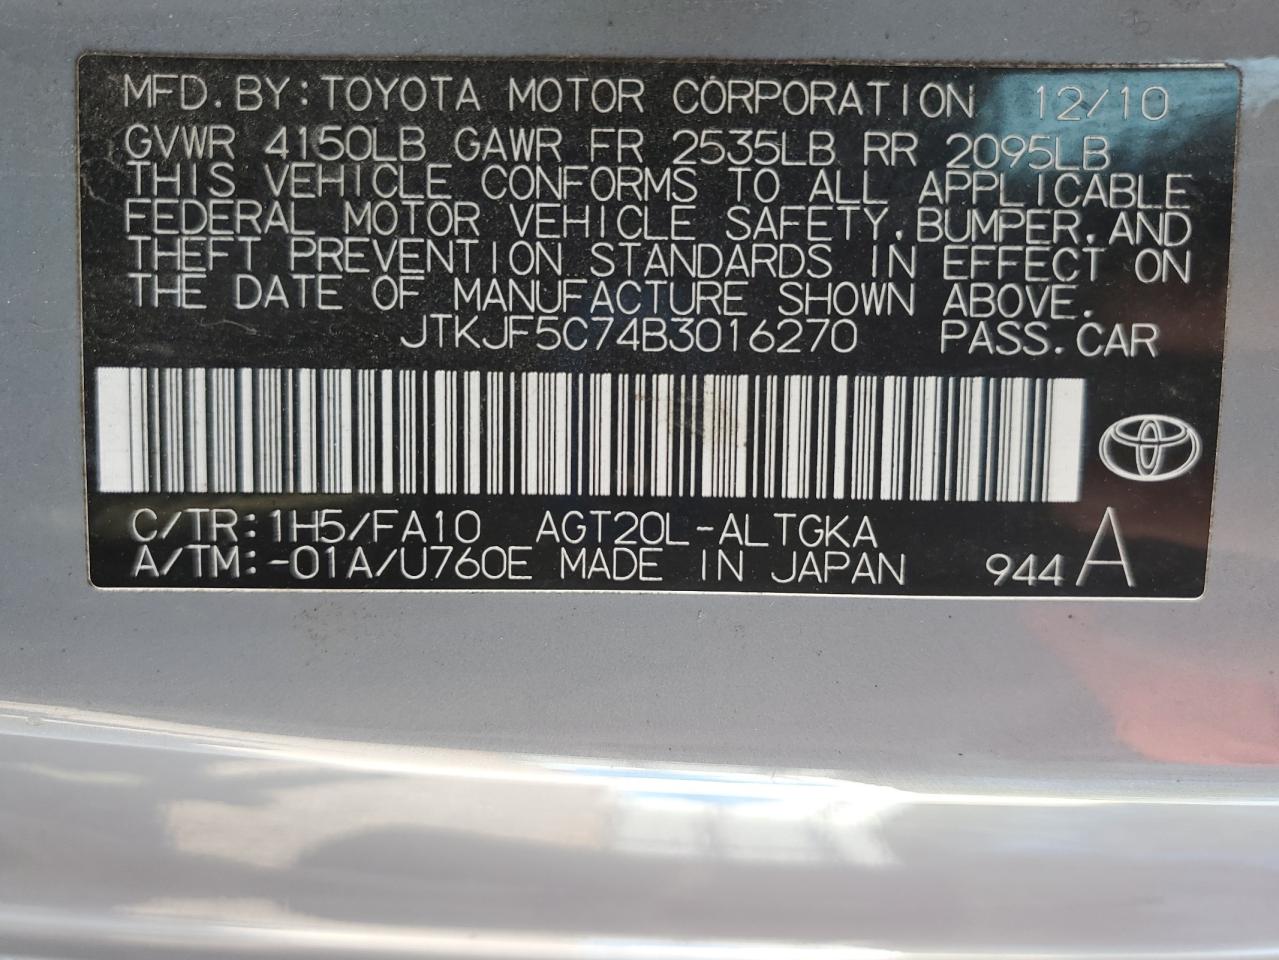 MFD. BY: TOYOTA MOTOR CORPORATION 12/10
GVWR 4150LB GAWR FR 2535LB RR 2095LB
THIS VEHICLE CONFORMS TO ALL APPLICABLE
FEDERAL MOTOR VEHICLE SAFETY, BUMPER, AND
THEFT PREVENTION STANDARDS IN EFFECT ON
THE DATE OF MANUFACTURE SHOWN ABOVE.
JTKJF5C74B3016270 PASS. CAR
C/TR: 1H5/FA10 AGT20L-ALTGKA
A/TM: -01A/U760E MADE IN JAPAN 944 A